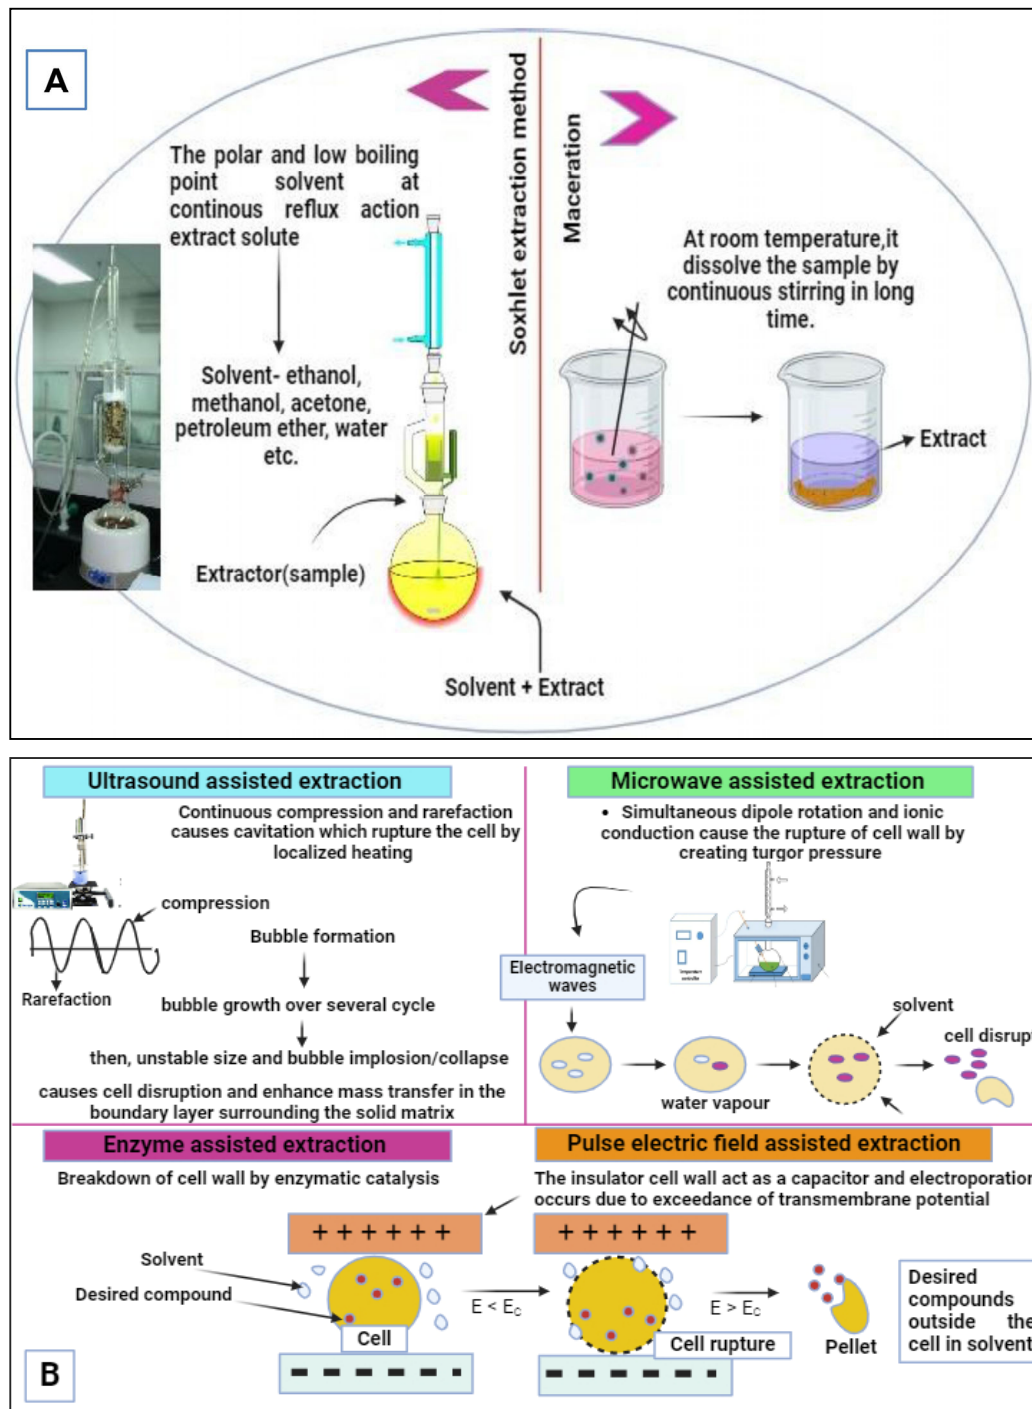 A
Soxhlet extraction method
Maceration
The polar and low boiling
point solvent at
continous reflux action
extract solute
Solvent- ethanol,
methanol, acetone,
petroleum ether, water
etc.
Extractor(sample)
Solvent + Extract
At room temperature,it
dissolve the sample by
continuous stirring in long
time.
Extract
Ultrasound assisted extraction
Continuous compression and rarefaction
causes cavitation which rupture the cell by
localized heating
compression
Rarefaction
Bubble formation
bubble growth over several cycle
then, unstable size and bubble implosion/collapse
causes cell disruption and enhance mass transfer in the
boundary layer surrounding the solid matrix
Microwave assisted extraction
• Simultaneous dipole rotation and ionic
conduction cause the rupture of cell wall by
creating turgor pressure
Temperature
controller
Electromagnetic
waves
solvent
cell disrupt
water vapour
Enzyme assisted extraction
Breakdown of cell wall by enzymatic catalysis
Pulse electric field assisted extraction
The insulator cell wall act as a capacitor and electroporation
occurs due to exceedance of transmembrane potential
+ + + + + +
+ + + + + +
Solvent
Desired compound
Cell
E < Ec
Cell rupture
E > Ec
Pellet
Desired
compounds
outside the
cell in solvent
- - - - - -
- - - - - -
B